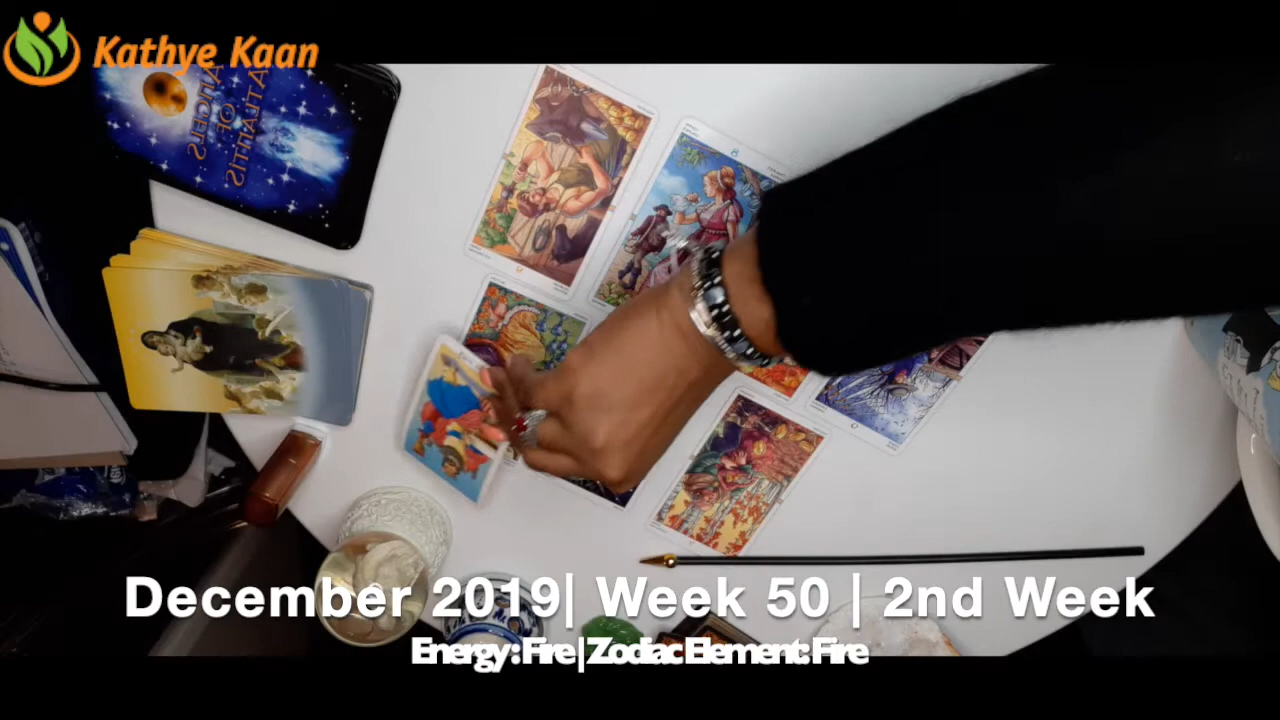 Kathye Kaan
ANGELS
OF
ATLANTIS
December 2019| Week 50 | 2nd Week
Energy: Fire | Zodiac Element: Fire